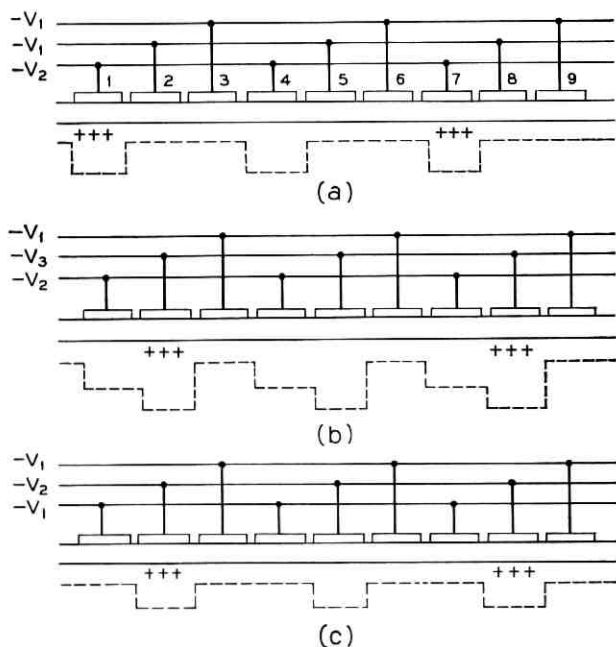 -V₁
-V₁
-V₂
1 2 3 4 5 6 7 8 9
+++ +++
(a)
-V₁
-V₃
-V₂
+++ +++
(b)
-V₁
-V₂
-V₁
+++ +++
(c)